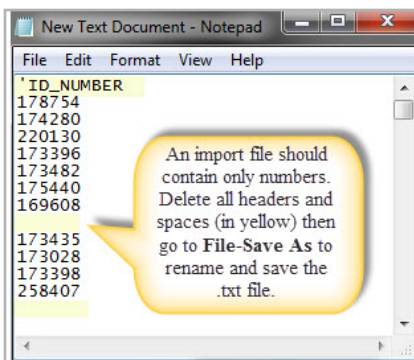 New Text Document - Notepad
File Edit Format View Help
'ID_NUMBER
178754
174280
220130
173396
173482
175440
169608
173435
173028
173398
258407
An import file should
contain only numbers.
Delete all headers and
spaces (in yellow) then
go to File-Save As to
rename and save the
.txt file.